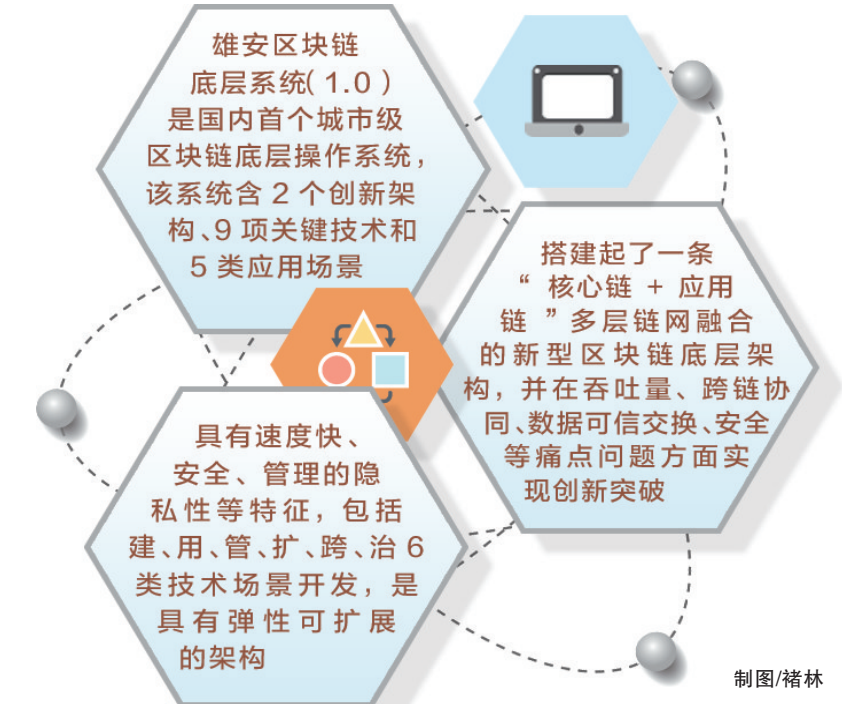 雄安区块链
底层系统(1.0)
是国内首个城市级
区块链底层操作系统，
该系统含2个创新架
构、9项关键技术和
5类应用场景
搭建起了一条
“核心链+应用
链”多层链网融合
的新型区块链底层架
构，并在吞吐量、跨链协
同、数据可信交换、安全
等痛点问题方面实
现创新突破
具有速度快、
安全、管理的隐
私性等特征，包括
建、用、管、扩、跨、治6
类技术场景开发，是
具有弹性可扩展
的架构
制图/褚林